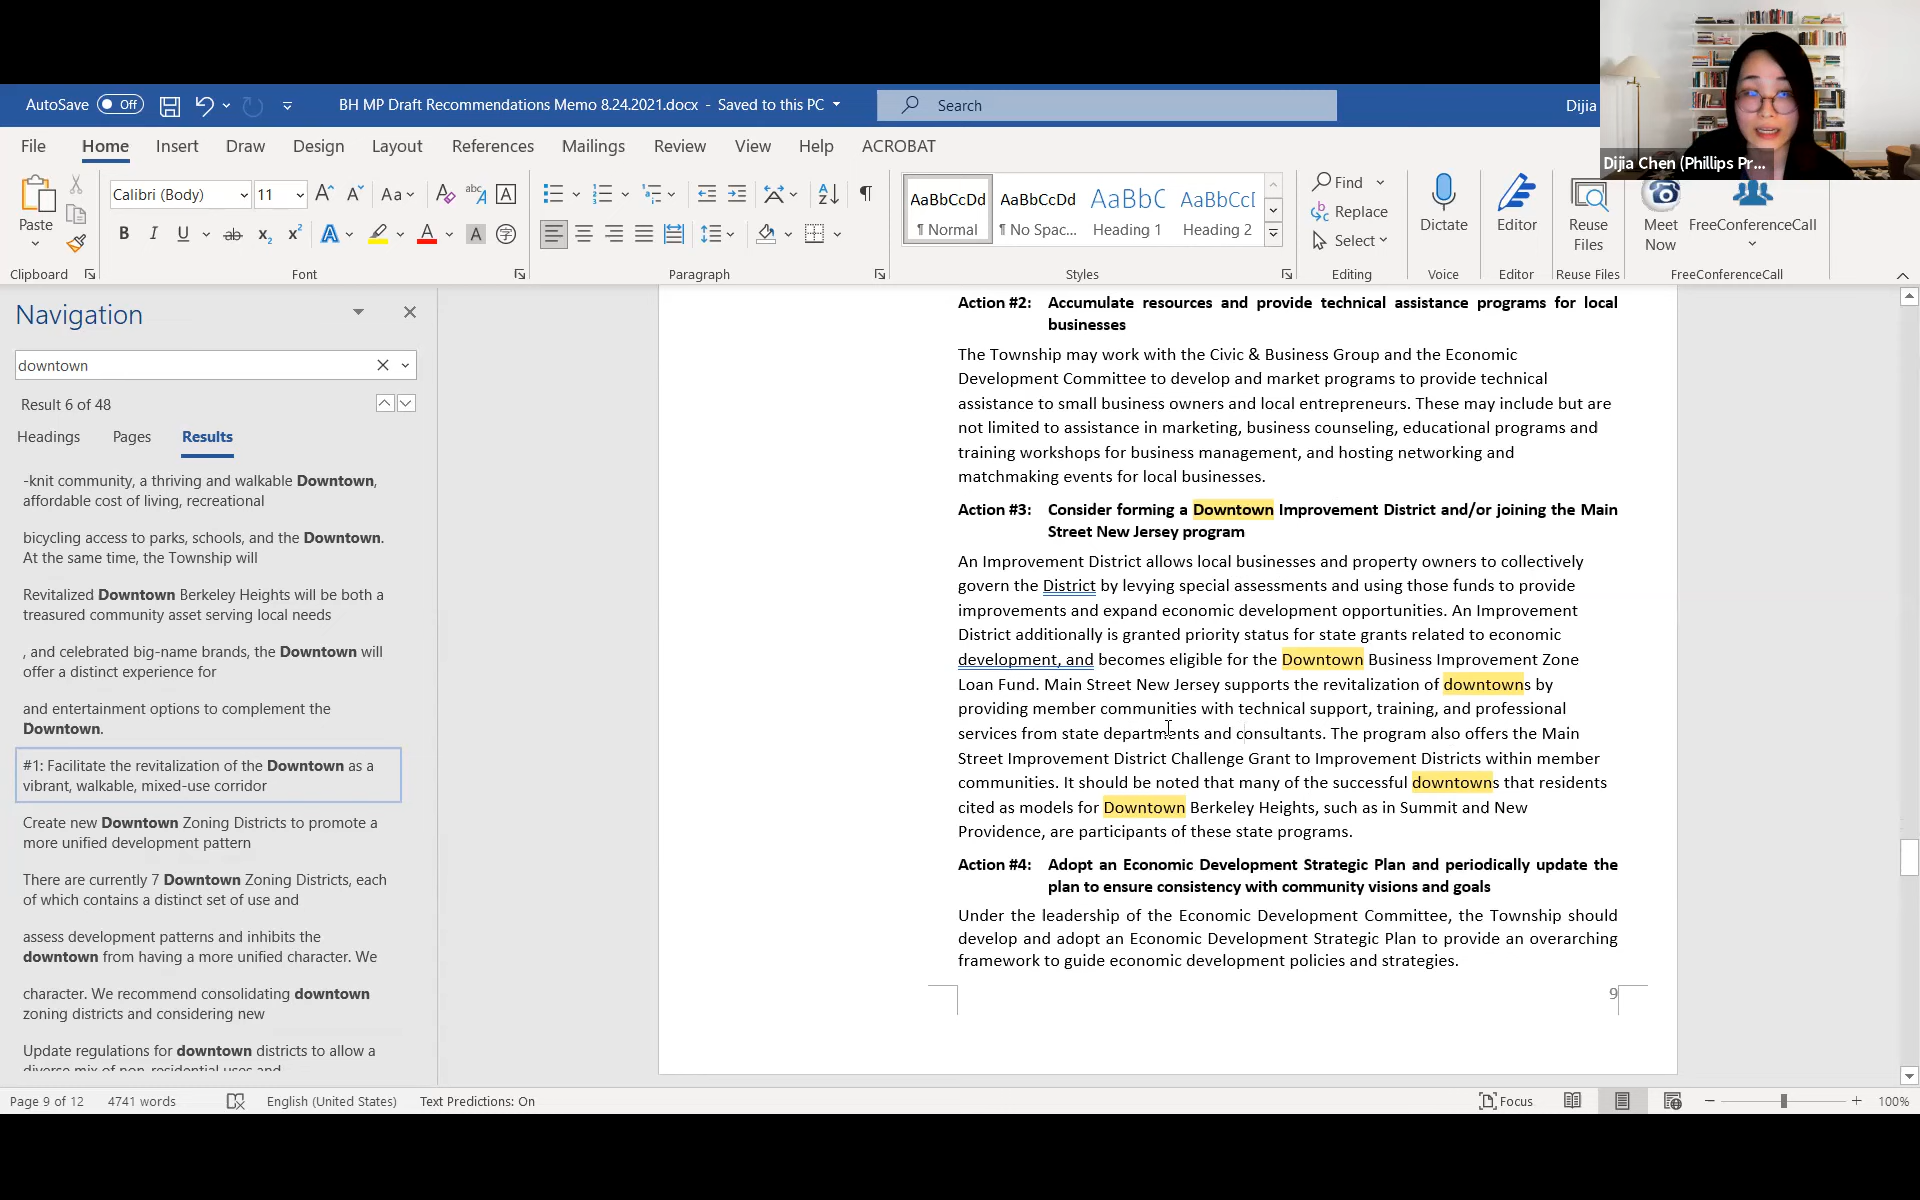 AutoSave Off BH MP Draft Recommendations Memo 8.24.2021.docx - Saved to this PC Search Dijia
Dijia Chen (Phillips Pr...
File Home Insert Draw Design Layout References Mailings Review View Help ACROBAT
Paste
Clipboard
Calibri (Body) 11
Font
Paragraph
AaBbCcDd AaBbCcDd AaBbC AaBbCcI
¶ Normal ¶ No Spac... Heading 1 Heading 2
Styles
Find
Replace
Select
Editing
Dictate
Voice
Editor
Editor
Reuse
Files
Reuse Files
Meet
Now
FreeConferenceCall
FreeConferenceCall
Navigation
downtown
Result 6 of 48
Headings Pages Results
-knit community, a thriving and walkable Downtown,
affordable cost of living, recreational
bicycling access to parks, schools, and the Downtown.
At the same time, the Township will
Revitalized Downtown Berkeley Heights will be both a
treasured community asset serving local needs
, and celebrated big-name brands, the Downtown will
offer a distinct experience for
and entertainment options to complement the
Downtown.
#1: Facilitate the revitalization of the Downtown as a
vibrant, walkable, mixed-use corridor
Create new Downtown Zoning Districts to promote a
more unified development pattern
There are currently 7 Downtown Zoning Districts, each
of which contains a distinct set of use and
assess development patterns and inhibits the
downtown from having a more unified character. We
character. We recommend consolidating downtown
zoning districts and considering new
Update regulations for downtown districts to allow a
diverse mix of non-residential uses and
Action #2: Accumulate resources and provide technical assistance programs for local
businesses
The Township may work with the Civic & Business Group and the Economic
Development Committee to develop and market programs to provide technical
assistance to small business owners and local entrepreneurs. These may include but are
not limited to assistance in marketing, business counseling, educational programs and
training workshops for business management, and hosting networking and
matchmaking events for local businesses.
Action #3: Consider forming a Downtown Improvement District and/or joining the Main
Street New Jersey program
An Improvement District allows local businesses and property owners to collectively
govern the District by levying special assessments and using those funds to provide
improvements and expand economic development opportunities. An Improvement
District additionally is granted priority status for state grants related to economic
development, and becomes eligible for the Downtown Business Improvement Zone
Loan Fund. Main Street New Jersey supports the revitalization of downtowns by
providing member communities with technical support, training, and professional
services from state departments and consultants. The program also offers the Main
Street Improvement District Challenge Grant to Improvement Districts within member
communities. It should be noted that many of the successful downtowns that residents
cited as models for Downtown Berkeley Heights, such as in Summit and New
Providence, are participants of these state programs.
Action #4: Adopt an Economic Development Strategic Plan and periodically update the
plan to ensure consistency with community visions and goals
Under the leadership of the Economic Development Committee, the Township should
develop and adopt an Economic Development Strategic Plan to provide an overarching
framework to guide economic development policies and strategies.
9
Page 9 of 12 4741 words English (United States) Text Predictions: On Focus 100%